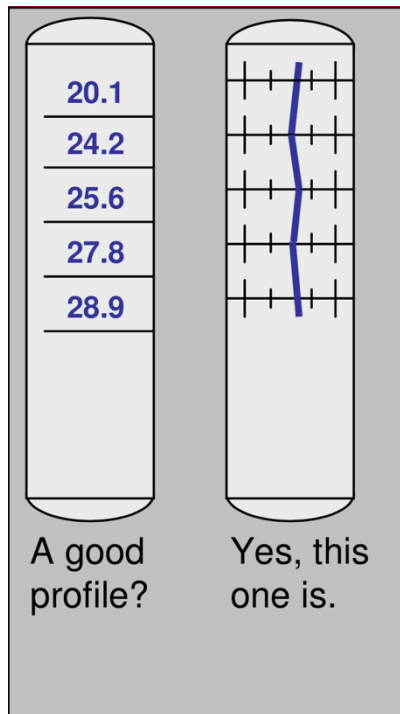 20.1
24.2
25.6
27.8
28.9
A good
profile?
Yes, this
one is.